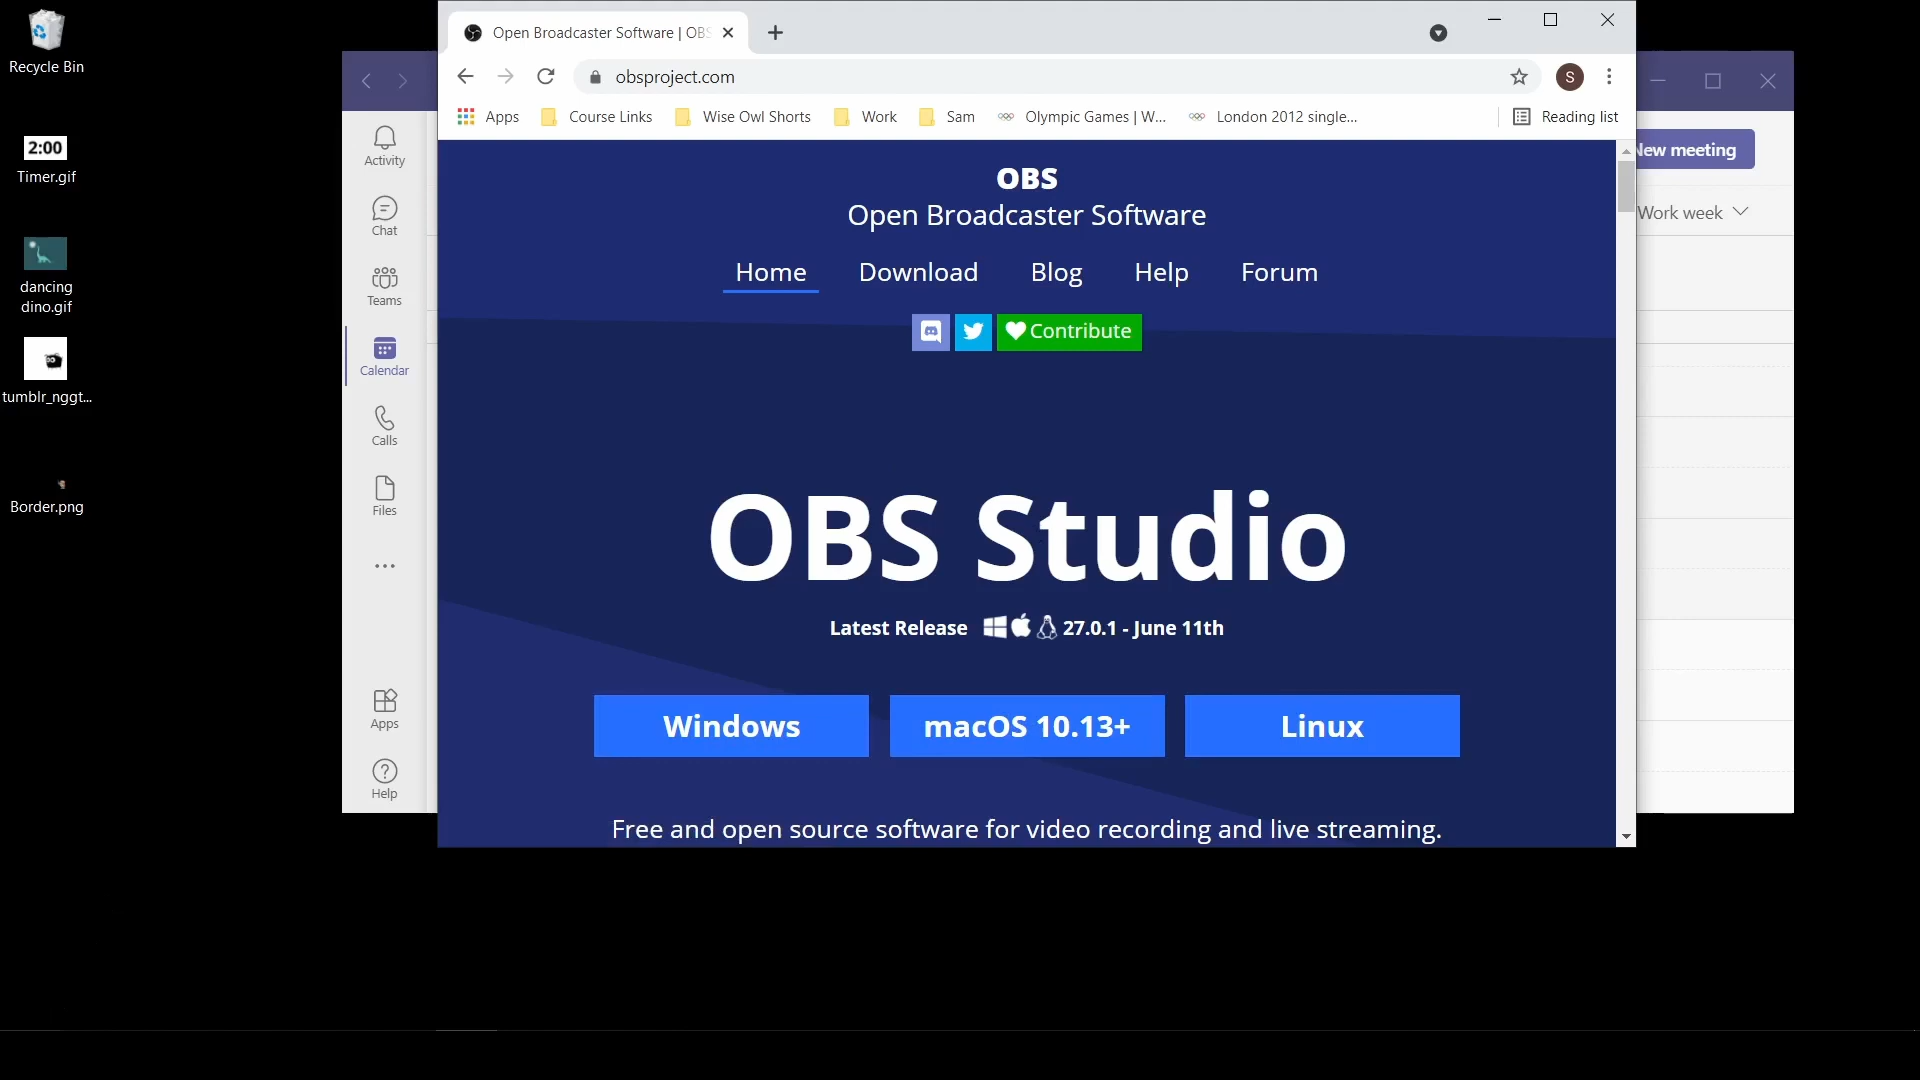 Recycle Bin
2:00
Timer.gif
dancing
dino.gif
tumblr_nggt...
Border.png
Activity
Chat
Teams
Calendar
Calls
Files
Apps
Help
Open Broadcaster Software | OBS
obsproject.com
S
Apps
Course Links
Wise Owl Shorts
Work
Sam
Olympic Games | W...
London 2012 single...
Reading list
OBS
Open Broadcaster Software
Home Download Blog Help Forum
Contribute
OBS Studio
Latest Release 27.0.1 - June 11th
Windows
macOS 10.13+
Linux
Free and open source software for video recording and live streaming.
New meeting
Work week